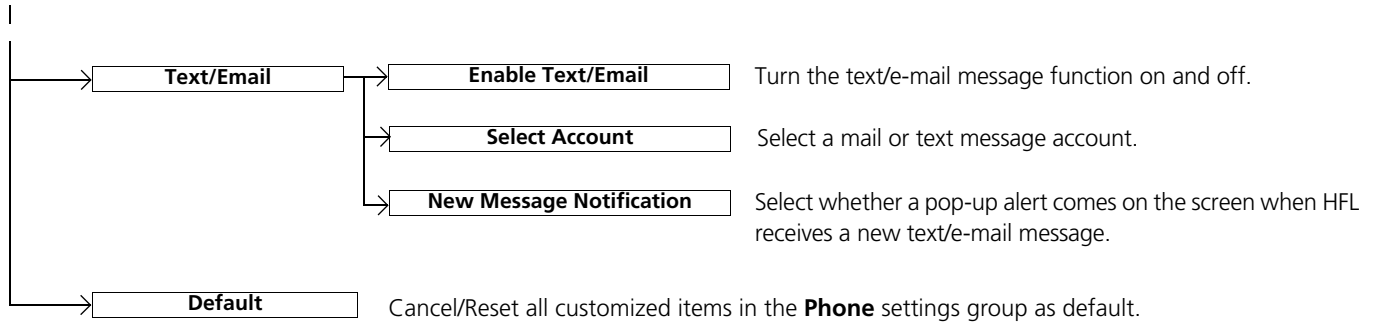 Text/Email
Enable Text/Email
Turn the text/e-mail message function on and off.
Select Account
Select a mail or text message account.
New Message Notification
Select whether a pop-up alert comes on the screen when HFL
receives a new text/e-mail message.
Default
Cancel/Reset all customized items in the Phone settings group as default.